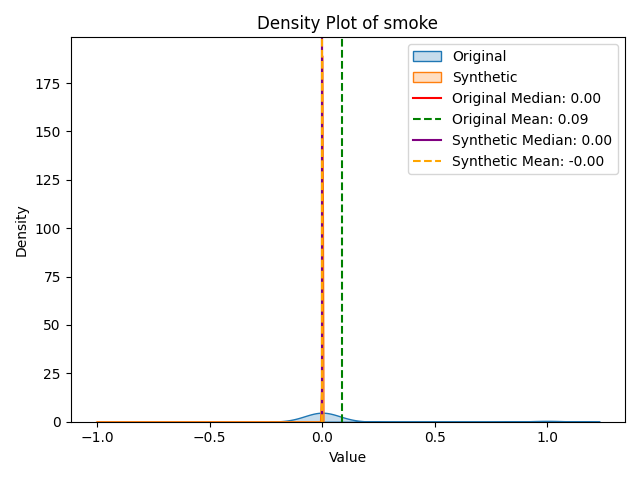 Density Plot of smoke
Original
Synthetic
Original Median: 0.00
Original Mean: 0.09
Synthetic Median: 0.00
Synthetic Mean: -0.00
Density
175
150
125
100
75
50
25
0
−1.0
−0.5
0.0
0.5
1.0
Value